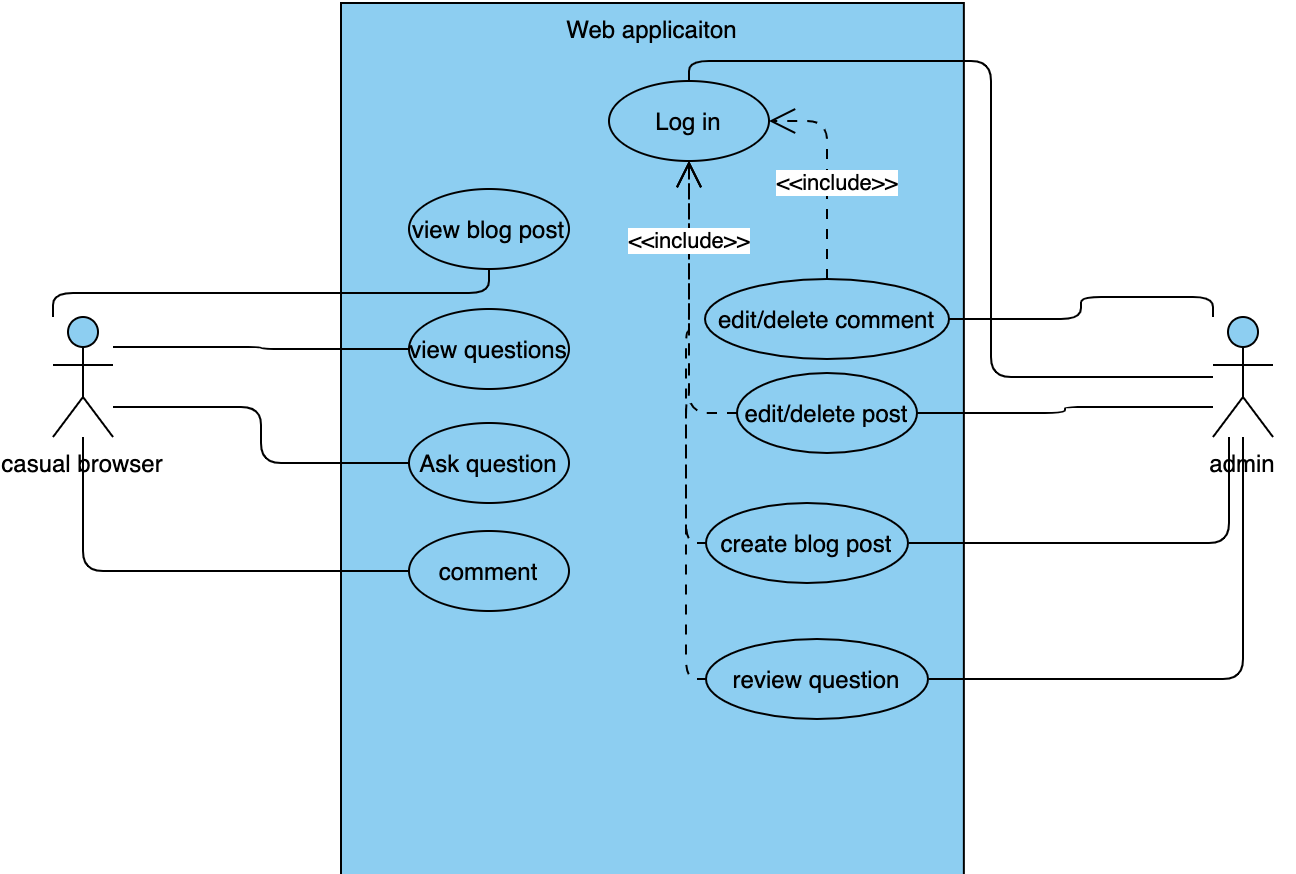 Web applicaiton
Log in
<<include>>
view blog post
<<include>>
edit/delete comment
view questions
edit/delete post
casual browser
Ask question
admin
create blog post
comment
review question